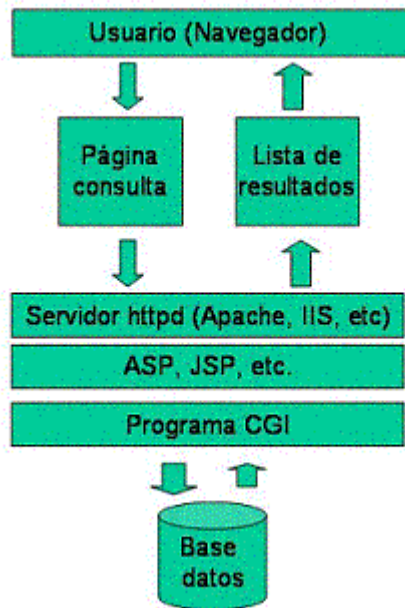 Usuario (Navegador)
Página
consulta
Lista de
resultados
Servidor httpd (Apache, IIS, etc)
ASP, JSP, etc.
Programa CGI
Base
datos